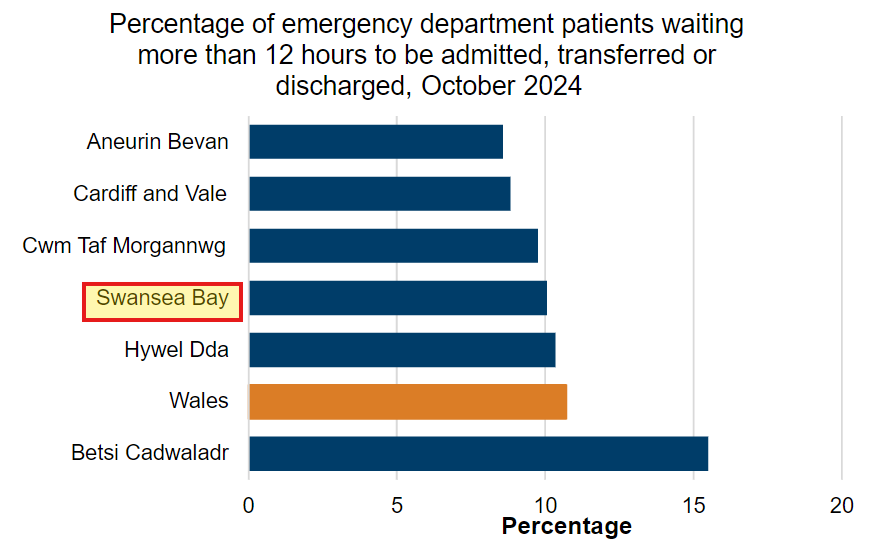 Percentage of emergency department patients waiting
more than 12 hours to be admitted, transferred or
discharged, October 2024
Aneurin Bevan
Cardiff and Vale
Cwm Taf Morgannwg
Swansea Bay
Hywel Dda
Wales
Betsi Cadwaladr
0 5 10 15 20
Percentage